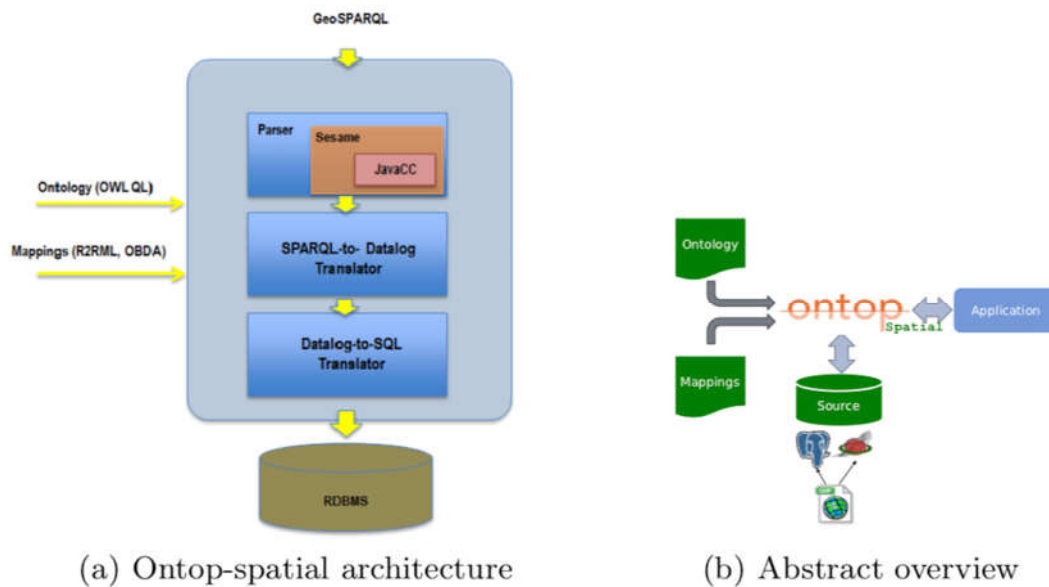 GeoSPARQL
Parser
Sesame
JavaCC
Ontology (OWL QL)
Mappings (R2RML, OBDA)
SPARQL-to- Datalog
Translator
Datalog-to-SQL
Translator
RDBMS
(a) Ontop-spatial architecture
Ontology
ontop
Spatial
Application
Mappings
Source
(b) Abstract overview